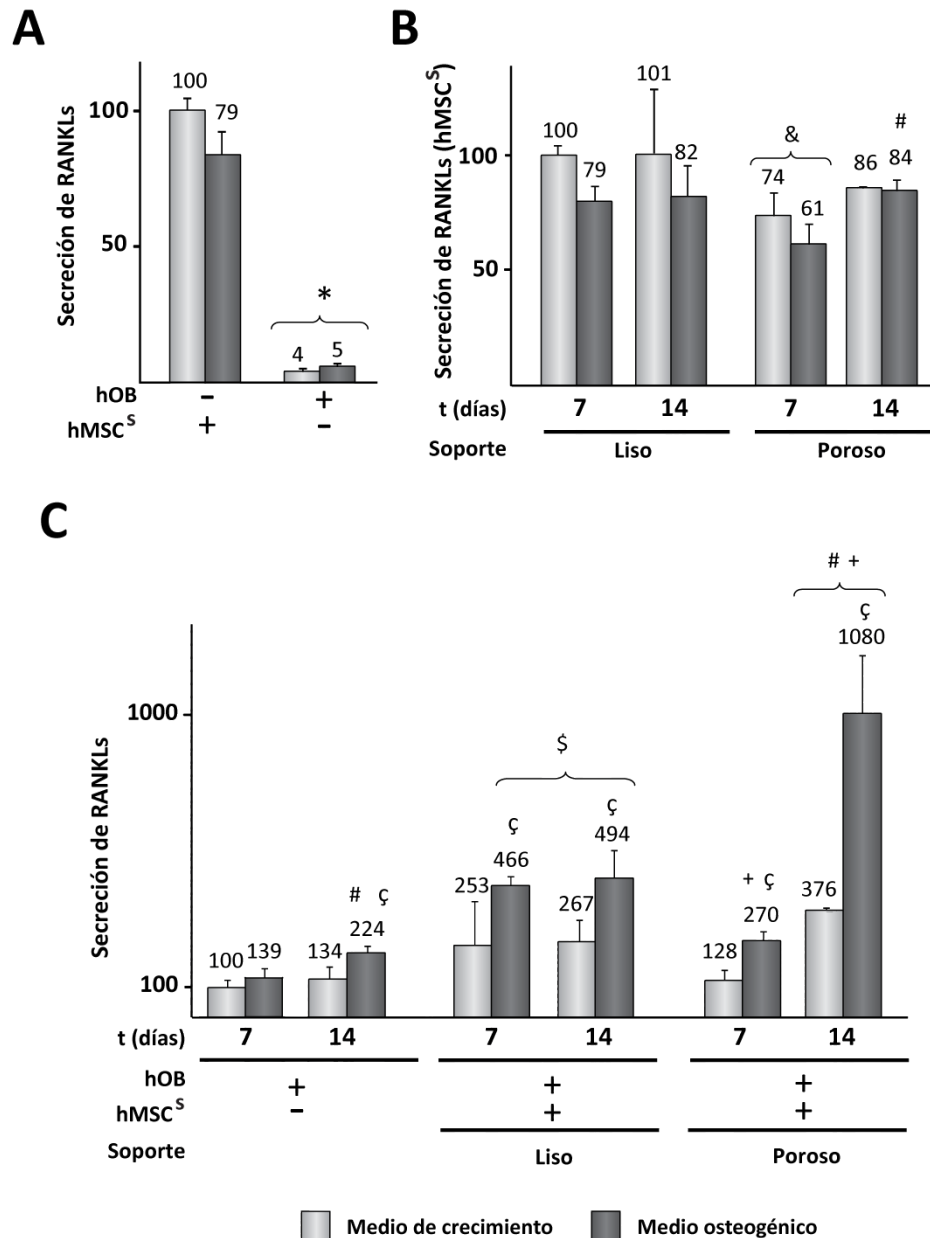 A
Secreción de RANKLs
100
50
100
79
*
4
5
hOB
- +
hMSC S
+ -
B
Secreción de RANKLs (hMSC S)
100
50
100
79
101
82
&
74
61
#
86
84
t (días)
7 14 7 14
Soporte
Liso Poroso
C
Secreción de RANKLs
1000
100
100
139
134
# ç
224
$
253
ç
466
267
ç
494
128
+ ç
270
# +
376
ç
1080
t (días)
7 14 7 14 7 14
hOB
+ + +
hMSC S
- + +
Soporte
Liso Poroso
Medio de crecimiento Medio osteogénico